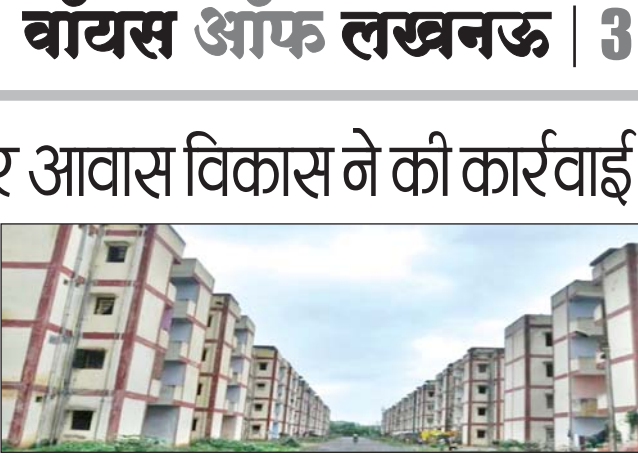 वॉयस ऑफ लखनऊ | 3
र आवास विकास ने की कार्रवाई